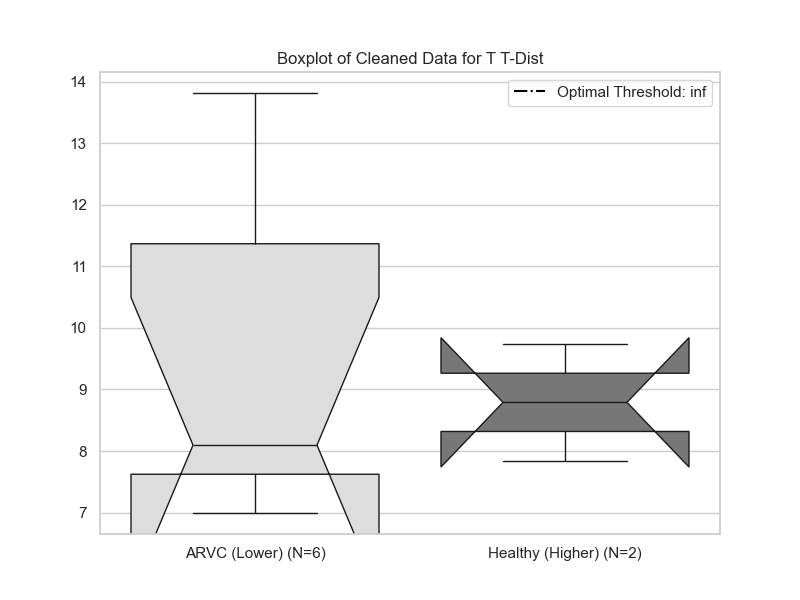 Boxplot of Cleaned Data for T T-Dist
Optimal Threshold: inf
14
13
12
11
10
9
8
7
ARVC (Lower) (N=6)
Healthy (Higher) (N=2)